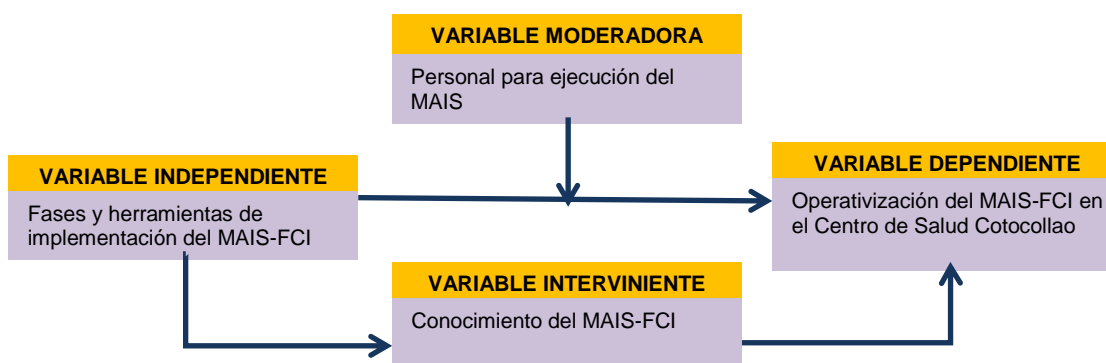 VARIABLE MODERADORA
Personal para ejecución del
MAIS
VARIABLE INDEPENDIENTE
Fases y herramientas de
implementación del MAIS-FCI
VARIABLE DEPENDIENTE
Operativización del MAIS-FCI en
el Centro de Salud Cotocollao
VARIABLE INTERVINIENTE
Conocimiento del MAIS-FCI